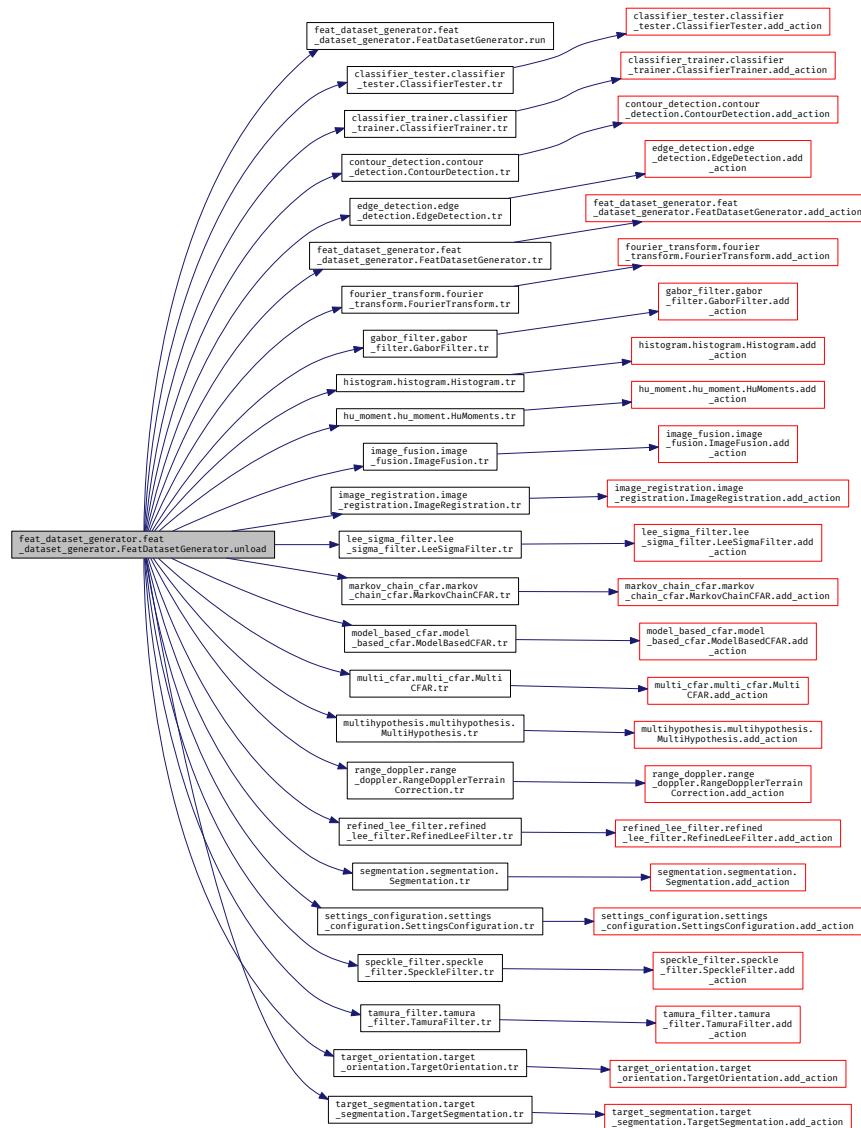 feat_dataset_generator.feat
_dataset_generator.FeatDatasetGenerator.unload
feat_dataset_generator.feat
_dataset_generator.FeatDatasetGenerator.run
classifier_tester.classifier
_tester.ClassifierTester.tr
classifier_tester.classifier
_tester.ClassifierTester.add_action
classifier_trainer.classifier
_trainer.ClassifierTrainer.tr
classifier_trainer.classifier
_trainer.ClassifierTrainer.add_action
contour_detection.contour
_detection.ContourDetection.tr
contour_detection.contour
_detection.ContourDetection.add_action
edge_detection.edge
_detection.EdgeDetection.tr
edge_detection.edge
_detection.EdgeDetection.add
_action
feat_dataset_generator.feat
_dataset_generator.FeatDatasetGenerator.tr
feat_dataset_generator.feat
_dataset_generator.FeatDatasetGenerator.add_action
fourier_transform.fourier
_transform.FourierTransform.tr
fourier_transform.fourier
_transform.FourierTransform.add_action
gabor_filter.gabor
_filter.GaborFilter.tr
gabor_filter.gabor
_filter.GaborFilter.add
_action
histogram.histogram.Histogram.tr
histogram.histogram.Histogram.add
_action
hu_moment.hu_moment.HuMoments.tr
hu_moment.hu_moment.HuMoments.add
_action
image_fusion.image
_fusion.ImageFusion.tr
image_fusion.image
_fusion.ImageFusion.add
_action
image_registration.image
_registration.ImageRegistration.tr
image_registration.image
_registration.ImageRegistration.add_action
lee_sigma_filter.lee
_sigma_filter.LeeSigmaFilter.tr
lee_sigma_filter.lee
_sigma_filter.LeeSigmaFilter.add
_action
markov_chain_cfar.markov
_chain_cfar.MarkovChainCFAR.tr
markov_chain_cfar.markov
_chain_cfar.MarkovChainCFAR.add_action
model_based_cfar.model
_based_cfar.ModelBasedCFAR.tr
model_based_cfar.model
_based_cfar.ModelBasedCFAR.add
_action
multi_cfar.multi_cfar.Multi
CFAR.tr
multi_cfar.multi_cfar.Multi
CFAR.add_action
multihypothesis.multihypothesis.
MultiHypothesis.tr
multihypothesis.multihypothesis.
MultiHypothesis.add_action
range_doppler.range
_doppler.RangeDopplerTerrain
Correction.tr
range_doppler.range
_doppler.RangeDopplerTerrain
Correction.add_action
refined_lee_filter.refined
_lee_filter.RefinedLeeFilter.tr
refined_lee_filter.refined
_lee_filter.RefinedLeeFilter.add_action
segmentation.segmentation.
Segmentation.tr
segmentation.segmentation.
Segmentation.add_action
settings_configuration.settings
_configuration.SettingsConfiguration.tr
settings_configuration.settings
_configuration.SettingsConfiguration.add_action
speckle_filter.speckle
_filter.SpeckleFilter.tr
speckle_filter.speckle
_filter.SpeckleFilter.add
_action
tamura_filter.tamura
_filter.TamuraFilter.tr
tamura_filter.tamura
_filter.TamuraFilter.add
_action
target_orientation.target
_orientation.TargetOrientation.tr
target_orientation.target
_orientation.TargetOrientation.add_action
target_segmentation.target
_segmentation.TargetSegmentation.tr
target_segmentation.target
_segmentation.TargetSegmentation.add_action